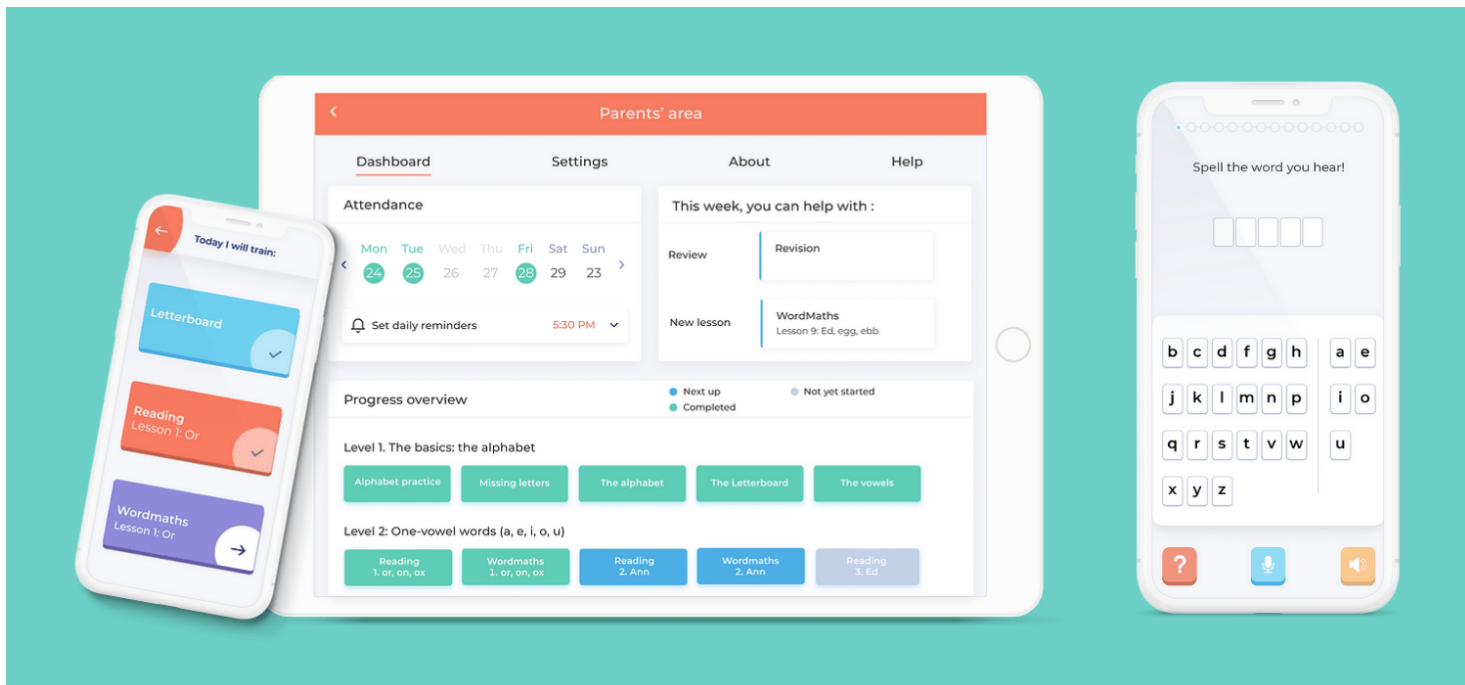 Today I will train:
Letterboard
Reading
Lesson 1: Or
Wordmaths
Lesson 1: Or
Parents' area
Dashboard Settings About Help
Attendance
Mon Tue Wed Thu Fri Sat Sun
24 25 26 27 28 29 23
Set daily reminders 5:30 PM
This week, you can help with :
Review Revision
New lesson WordMaths
Lesson 9: Ed, egg, ebb
Progress overview
Next up Not yet started
Completed
Level 1. The basics: the alphabet
Alphabet practice Missing letters The alphabet The Letterboard The vowels
Level 2: One-vowel words (a, e, i, o, u)
Reading Wordmaths Reading Wordmaths Reading
1. or, on, ox 1. or, on, ox 2. Ann 2. Ann 3. Ed
Spell the word you hear!
b c d f g h a e
j k l m n p i o
q r s t v w u
x y z
?